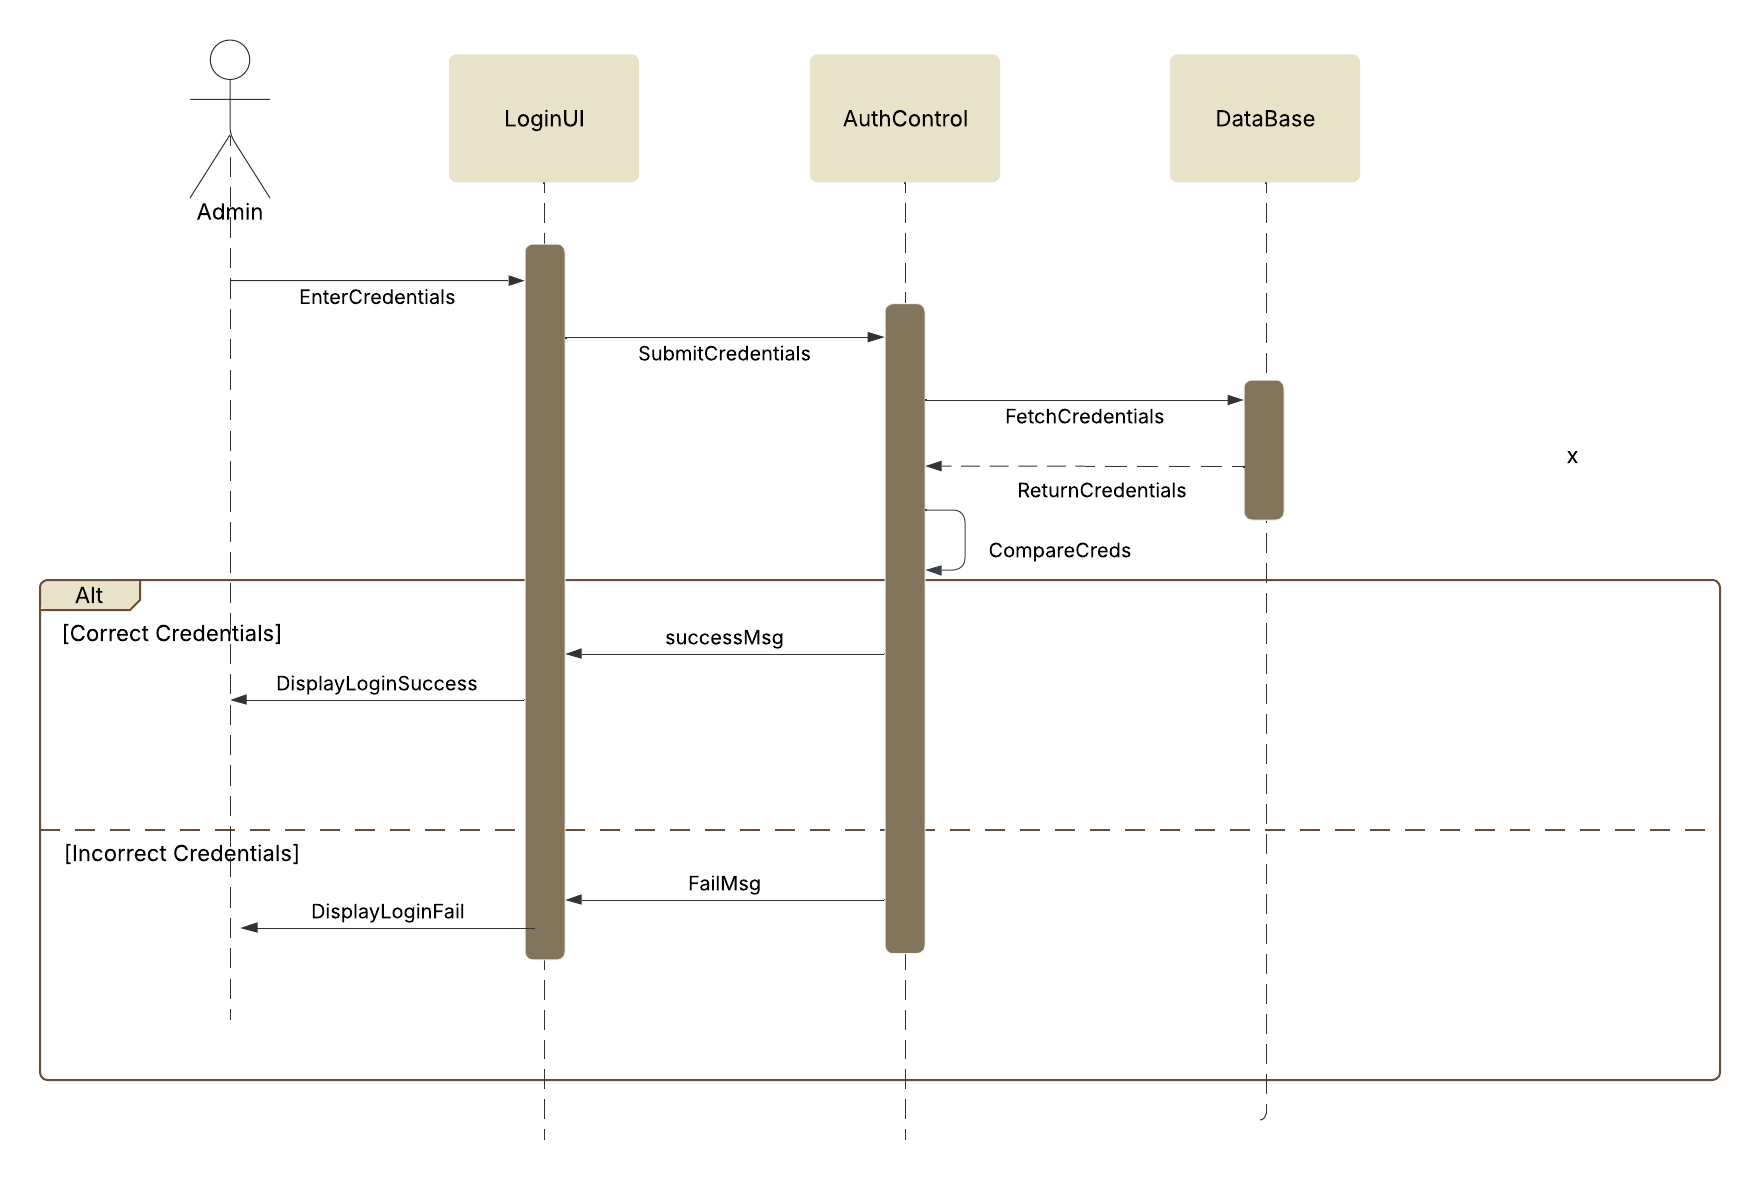 LoginUI
AuthControl
DataBase
Admin
EnterCredentials
SubmitCredentials
FetchCredentials
x
ReturnCredentials
CompareCreds
Alt
[Correct Credentials]
successMsg
DisplayLoginSuccess
[Incorrect Credentials]
FailMsg
DisplayLoginFail